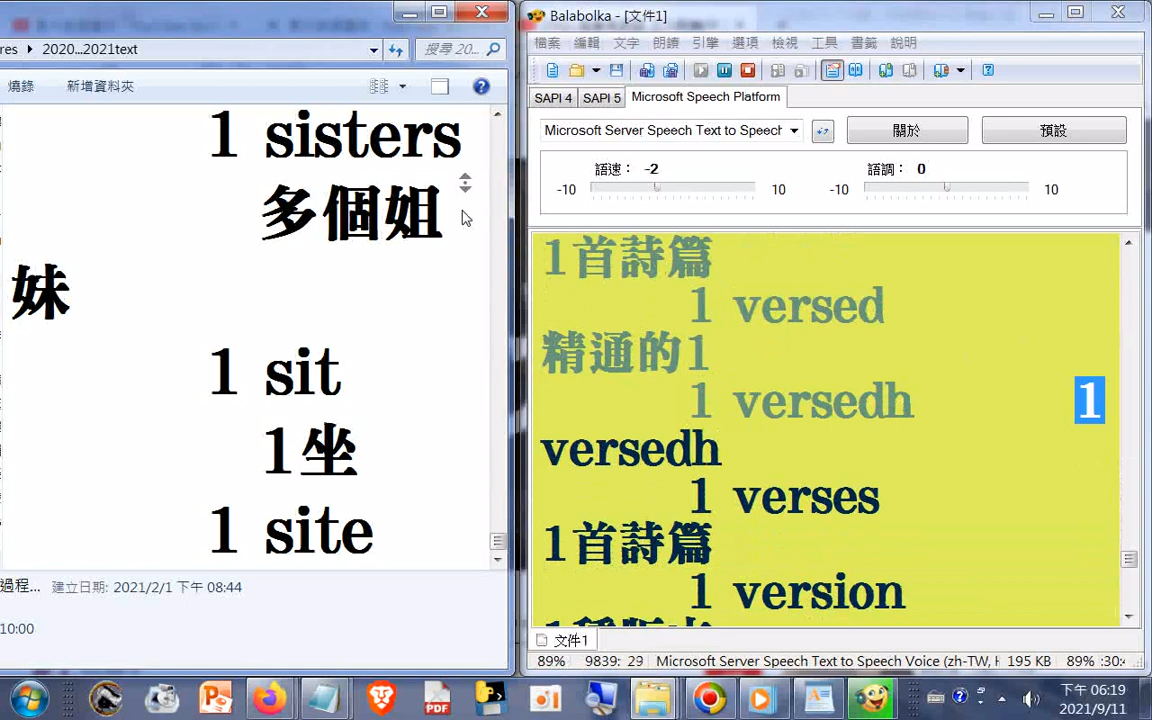 res ▸ 2020...2021text
搜尋 20...
燒錄 新增資料夾
1 sisters
多個姐
妹
1 sit
1坐
1 site
過程... 建立日期: 2021/2/1 下午 08:44
10:00
Balabolka - [文件1]
檔案 編輯 文字 朗讀 引擎 選項 檢視 工具 書籤 說明
SAPI 4 SAPI 5 Microsoft Speech Platform
Microsoft Server Speech Text to Speech 關於 預設
語速： -2 語調： 0
-10 10 -10 10
1首詩篇
1 versed
精通的1
1 versedh 1
versedh
1 verses
1首詩篇
1 version
文件1
89% 9839: 29 Microsoft Server Speech Text to Speech Voice (zh-TW, H 195 KB 89% :30:
PDF
下午 06:19
2021/9/11